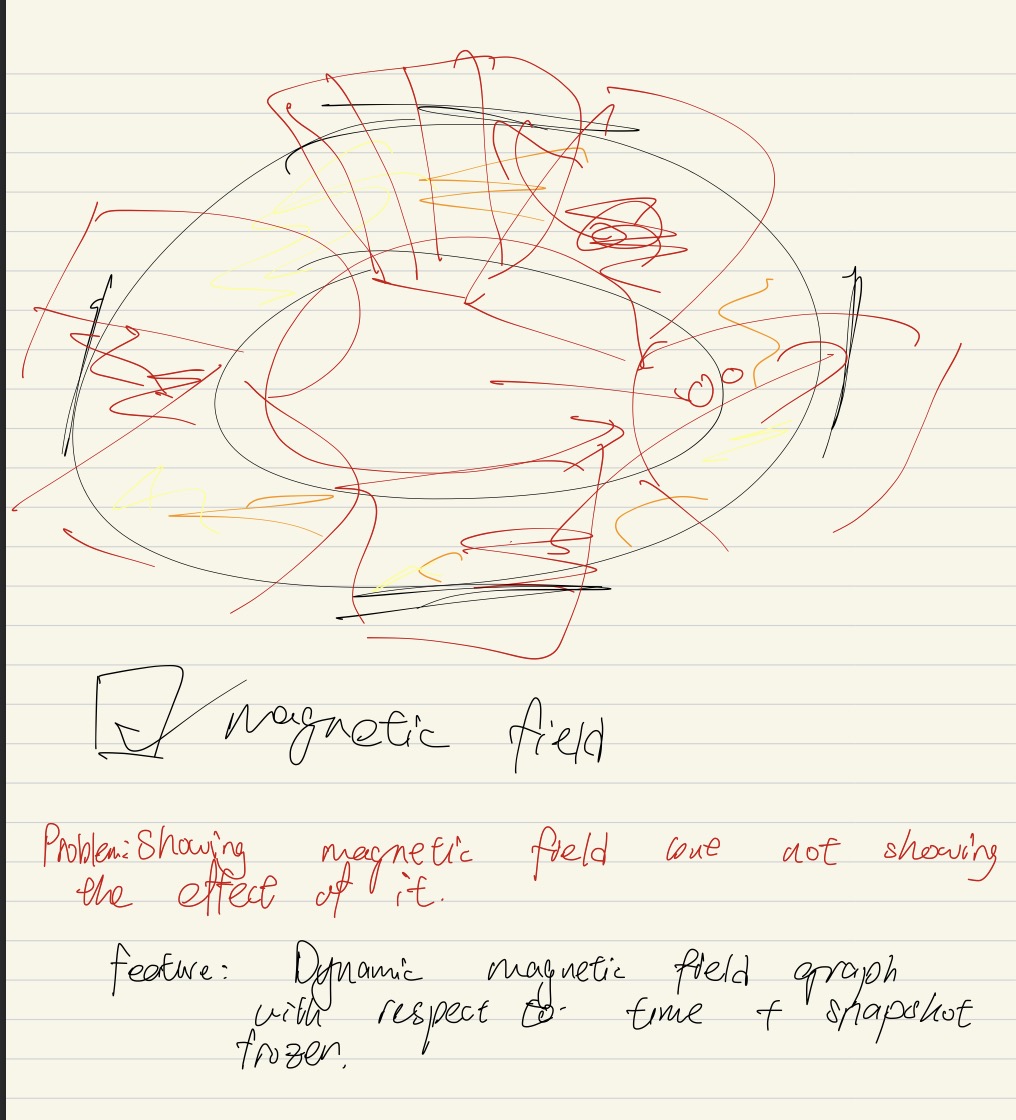 magnetic field
Problem: Showing magnetic field but not showing
the effect of it.
feature: Dynamic magnetic field graph
with respect to time + snapshot
frozen.